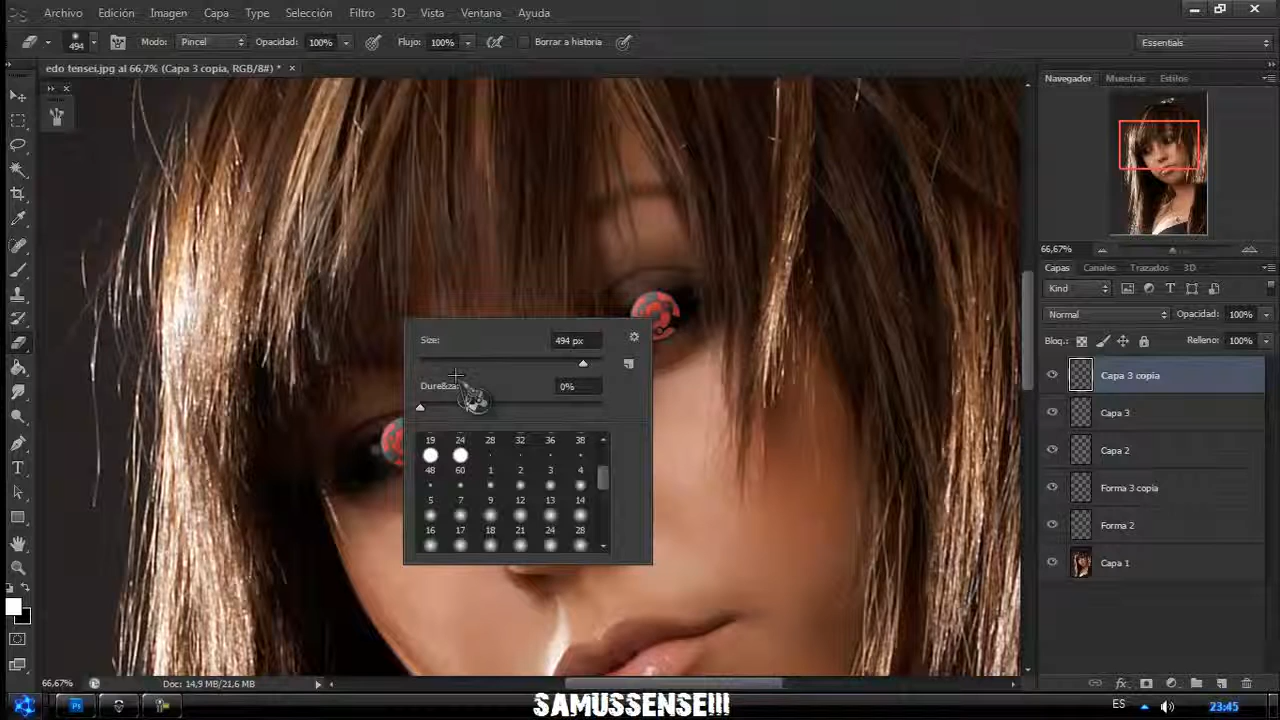 Archivo Edición Imagen Capa Type Selección Filtro 3D Vista Ventana Ayuda
494 Modo: Pincel Opacidad: 100% Flujo: 100% Borrar a historia Essentials
edo tensei.jpg al 66,7% (Capa 3 copia, RGB/8#) * ×
Navegador Muestras Estilos
66,67%
Capas Canales Trazados 3D
Kind
Normal Opacidad: 100%
Bloq.: Relleno: 100%
Capa 3 copia
Capa 3
Capa 2
Forma 3 copia
Forma 2
Capa 1
Size: 494 px
Dureza: 0%
19 24 28 32 36 38
48 60 1 2 3 4
5 7 9 12 13 14
16 17 18 21 24 28
66,67% Doc: 14,9 MB/21,6 MB
Ps SAMUSSENSE!!! ES 23:45